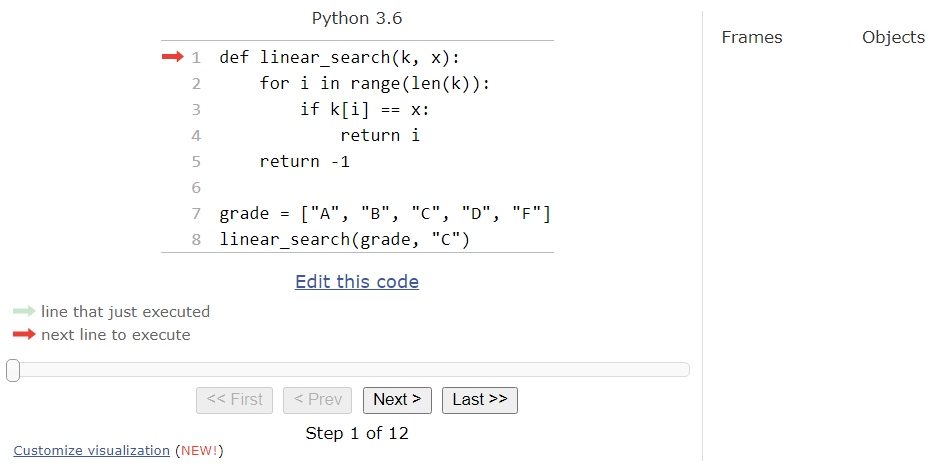 Python 3.6
Frames Objects
1 def linear_search(k, x):
2     for i in range(len(k)):
3         if k[i] == x:
4             return i
5     return -1
6
7 grade = ["A", "B", "C", "D", "F"]
8 linear_search(grade, "C")
Edit this code
line that just executed
next line to execute
<< First < Prev Next > Last >>
Step 1 of 12
Customize visualization (NEW!)